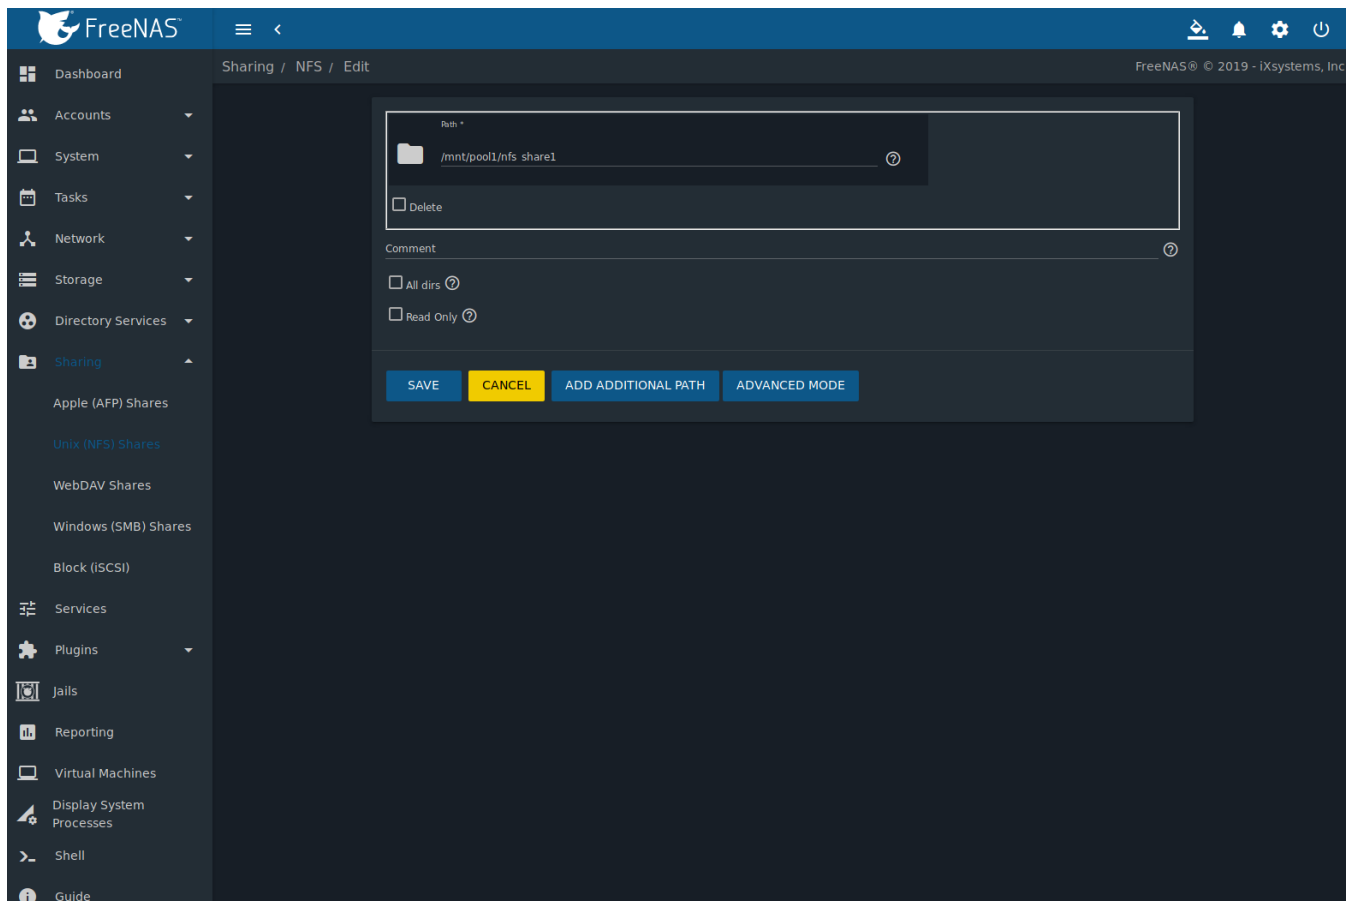 FreeNAS™
Sharing / NFS / Edit
FreeNAS® © 2019 - iXsystems, Inc
Dashboard
Accounts
System
Tasks
Network
Storage
Directory Services
Sharing
Apple (AFP) Shares
Unix (NFS) Shares
WebDAV Shares
Windows (SMB) Shares
Block (iSCSI)
Services
Plugins
Jails
Reporting
Virtual Machines
Display System
Processes
Shell
Guide
Path *
/mnt/pool1/nfs_share1
Delete
Comment
All dirs
Read Only
SAVE
CANCEL
ADD ADDITIONAL PATH
ADVANCED MODE